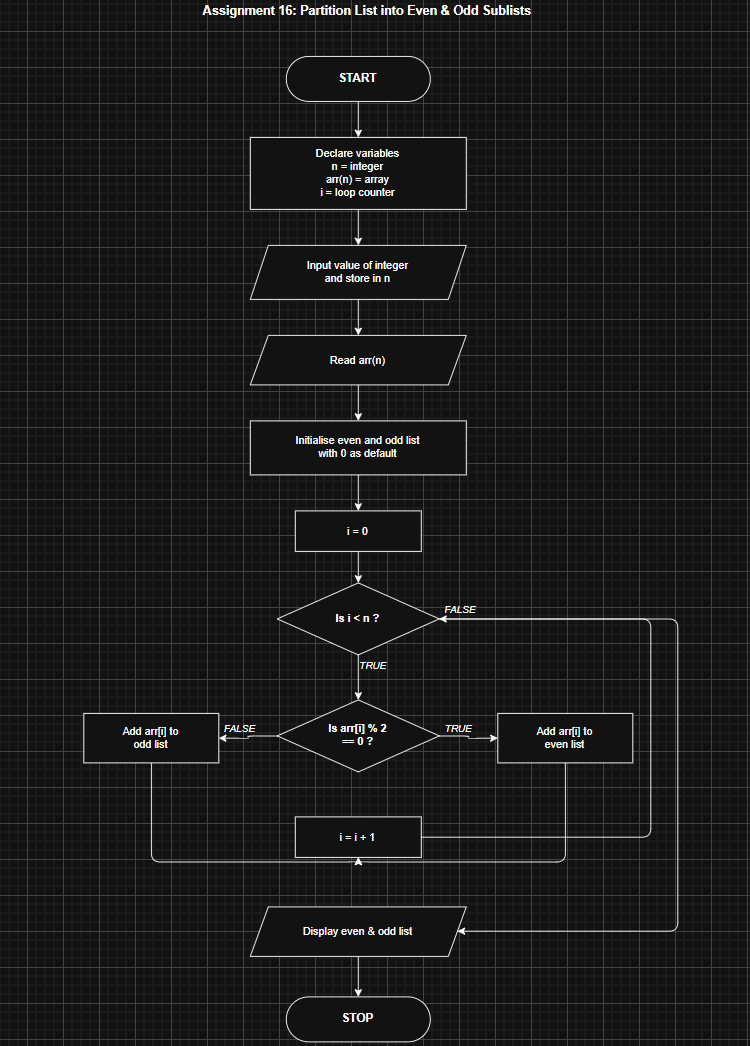 Assignment 16: Partition List into Even & Odd Sublists
START
Declare variables
n = integer
arr(n) = array
i = loop counter
Input value of integer
and store in n
Read arr(n)
Initialise even and odd list
with 0 as default
i = 0
Is i < n ?
FALSE
TRUE
Add arr[i] to
odd list
FALSE
Is arr[i] % 2
== 0 ?
TRUE
Add arr[i] to
even list
i = i + 1
Display even & odd list
STOP